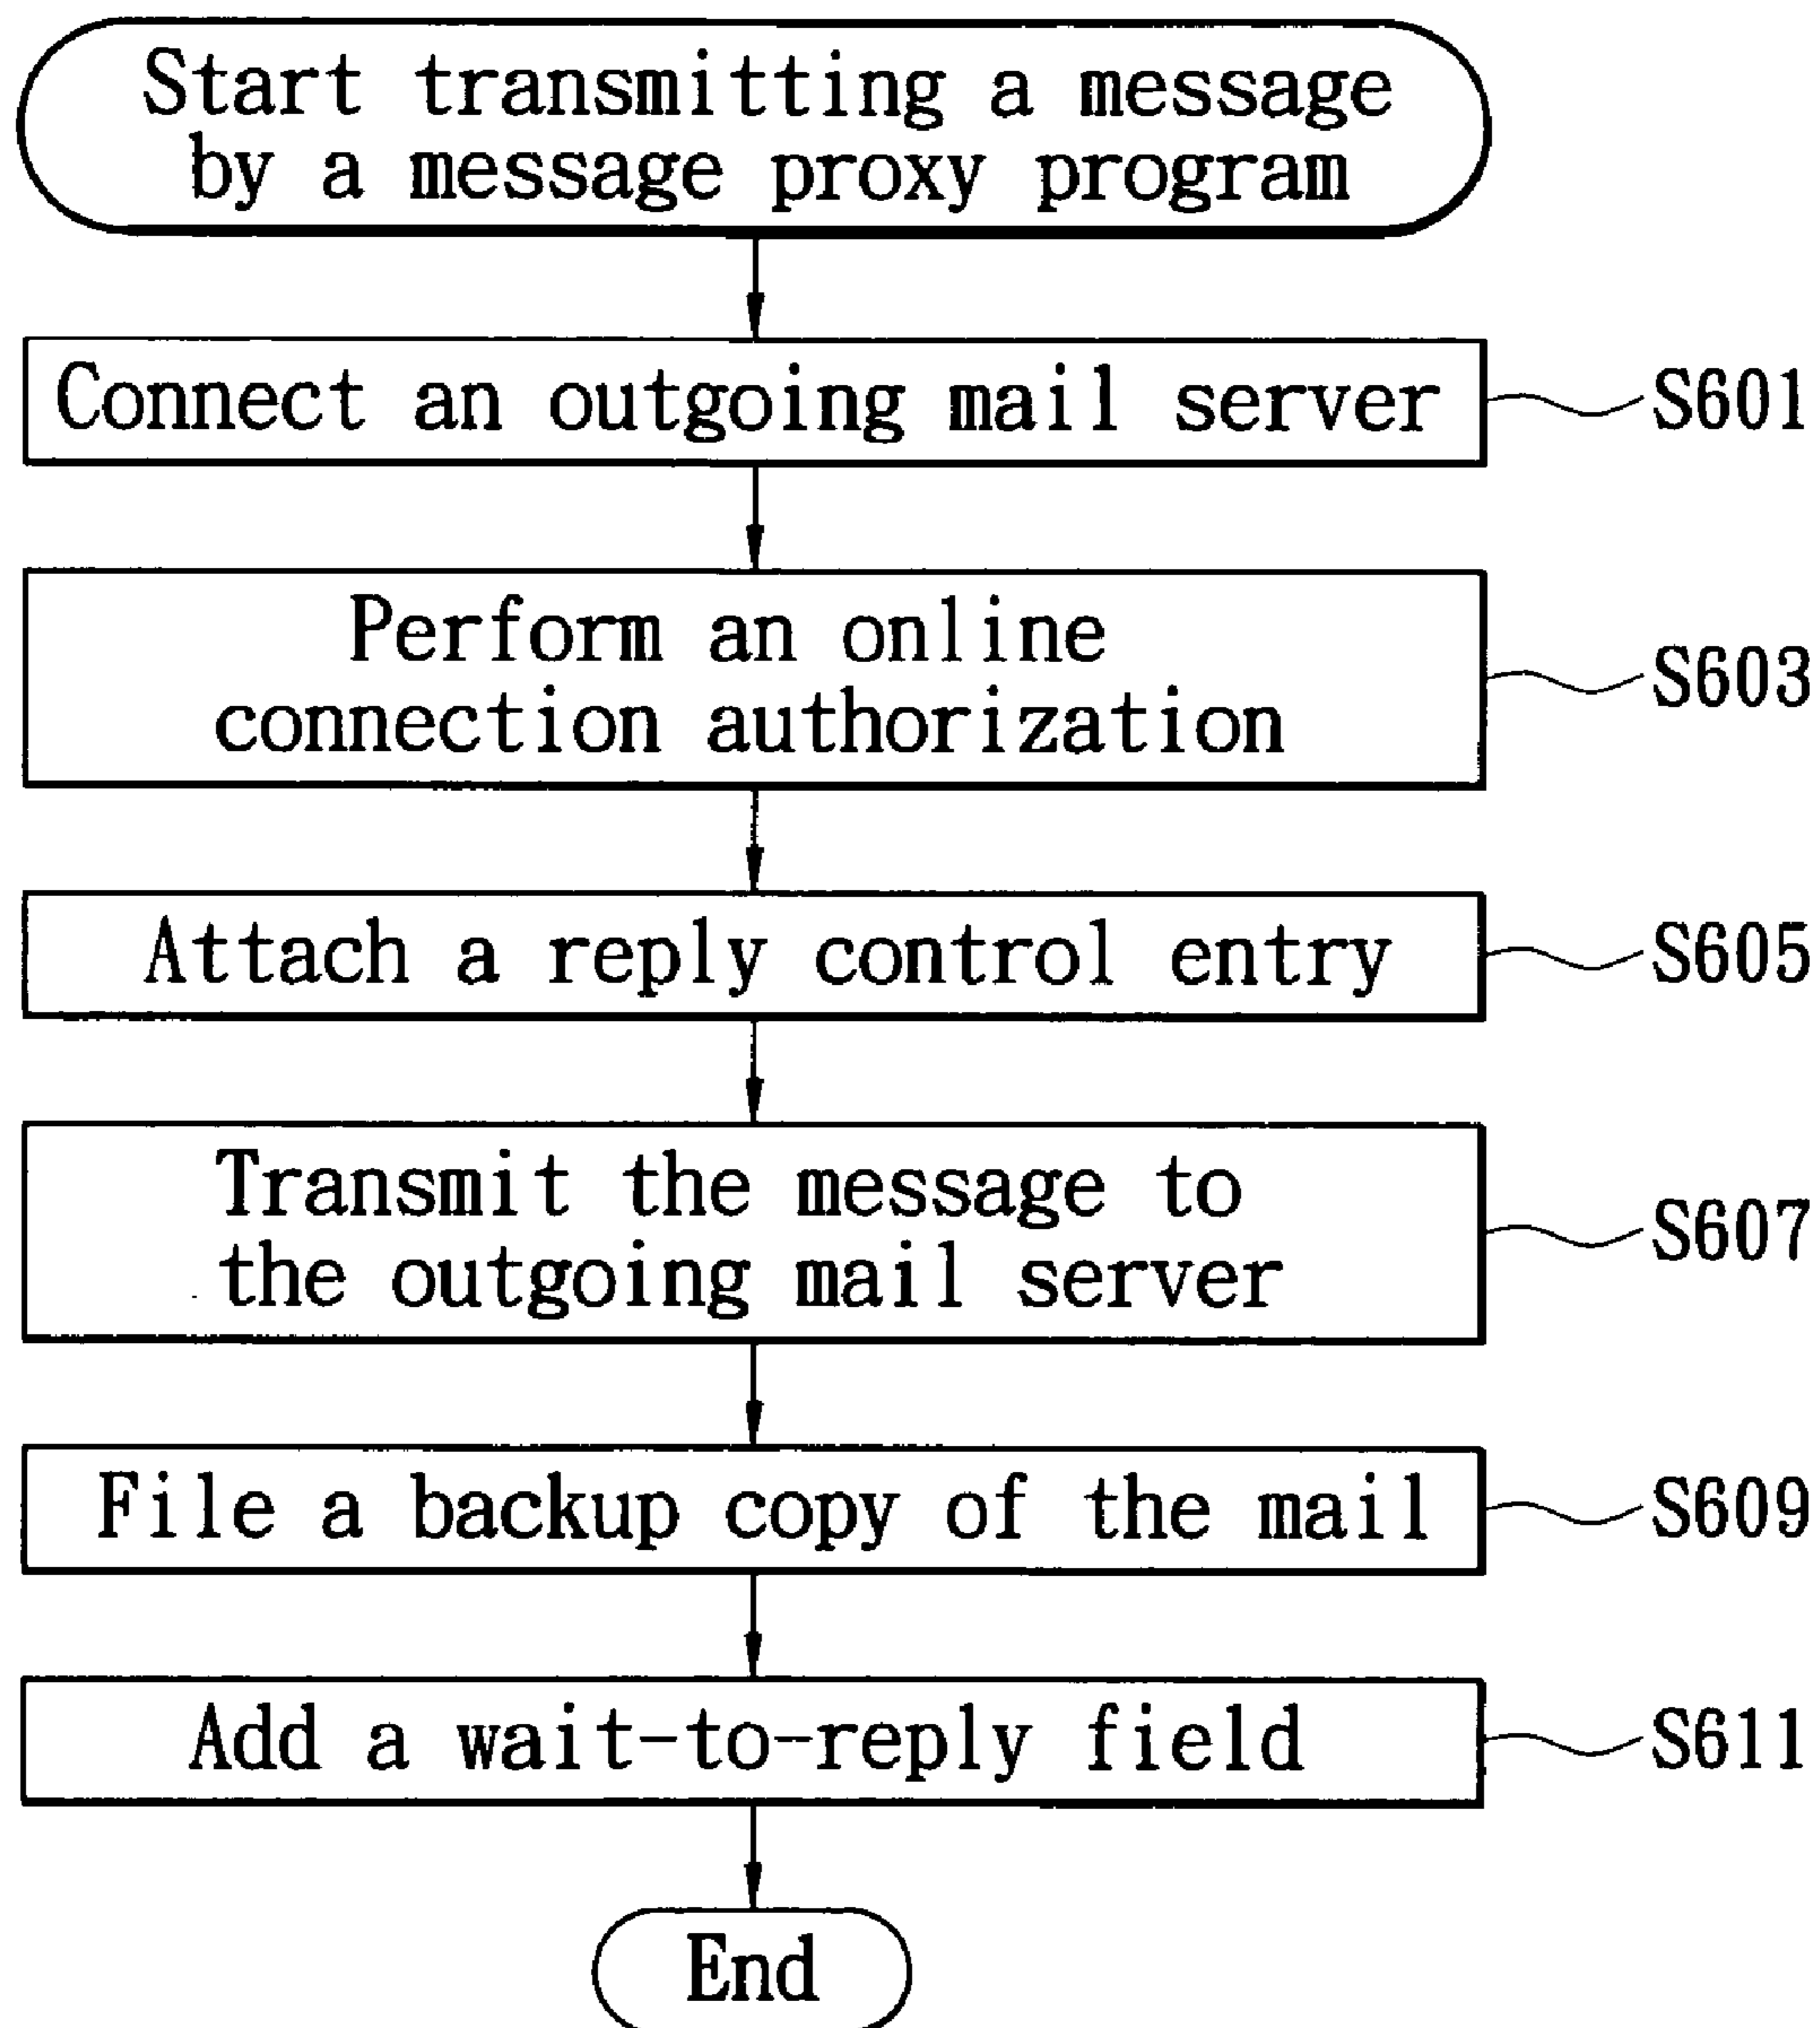 Start transmitting a message
by a message proxy program
Connect an outgoing mail server
S601
Perform an online
connection authorization
S603
Attach a reply control entry
S605
Transmit the message to
the outgoing mail server
S607
File a backup copy of the mail
S609
Add a wait-to-reply field
S611
End